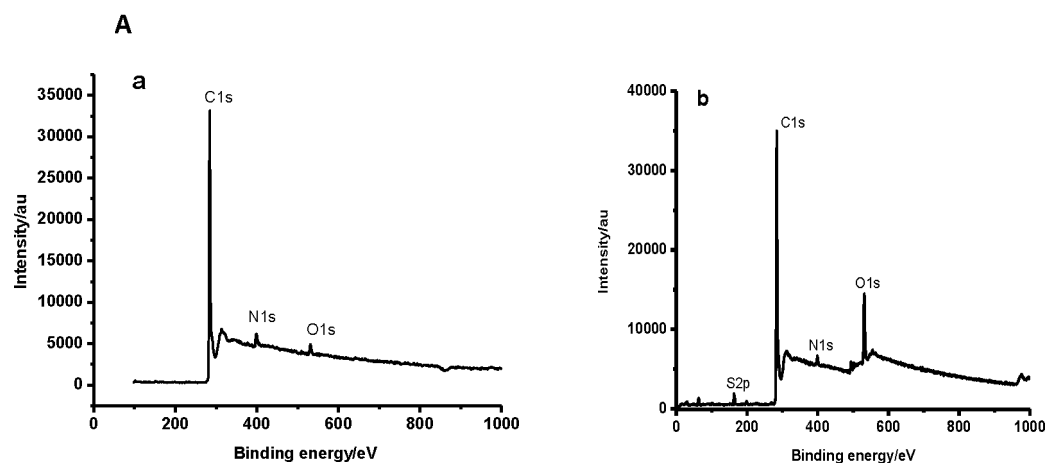 A
a
C1s
N1s
O1s
35000
30000
25000
20000
15000
10000
5000
0
Intensity/au
0 200 400 600 800 1000
Binding energy/eV
b
C1s
O1s
N1s
S2p
40000
30000
20000
10000
0
Intensity/au
0 200 400 600 800 1000
Binding energy/eV